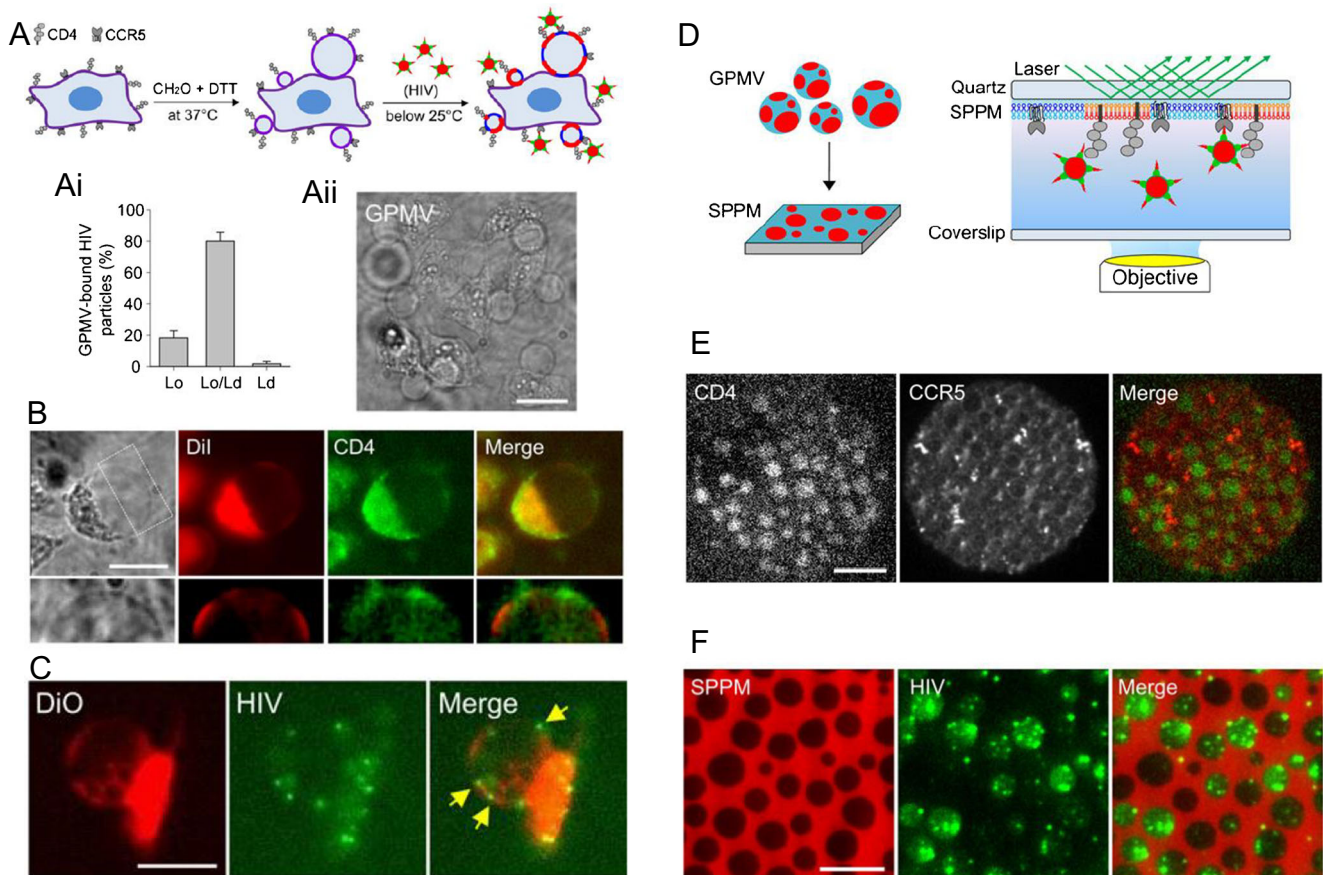 A
CD4 CCR5
CH₂O + DTT
at 37°C
(HIV)
below 25°C
Ai
GPMV-bound HIV
particles (%)
100
80
60
40
20
0
Lo Lo/Ld Ld
Aii
GPMV
B
DiI CD4 Merge
C
DiO HIV Merge
D
GPMV
SPPM
Laser
Quartz
SPPM
Coverslip
Objective
E
CD4 CCR5 Merge
F
SPPM HIV Merge